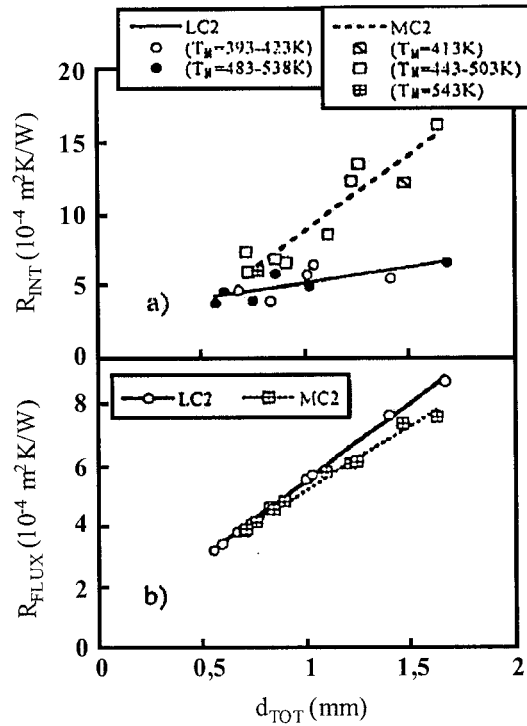 LC2
(T_M=393-423K)
(T_M=483-538K)
MC2
(T_M=413K)
(T_M=443-503K)
(T_M=543K)
20
15
10
5
0
R_INT (10^-4 m^2K/W)
a)
LC2
MC2
8
6
4
2
0
R_FLUX (10^-4 m^2K/W)
b)
0 0,5 1 1,5 2
d_TOT (mm)